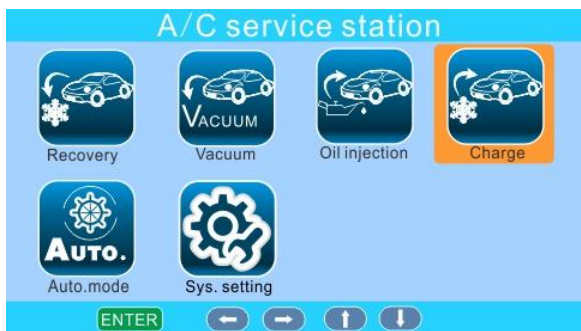 A/C service station
VACUUM
Recovery
Vacuum
Oil injection
Charge
AUTO.
Auto.mode
Sys. setting
ENTER